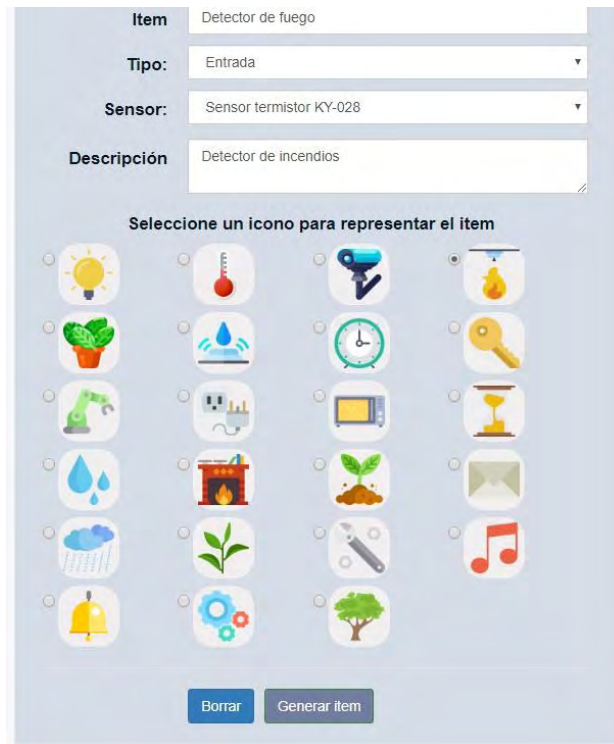 Item
Detector de fuego
Tipo:
Entrada
Sensor:
Sensor termistor KY-028
Descripción
Detector de incendios
Seleccione un icono para representar el item
Borrar
Generar item